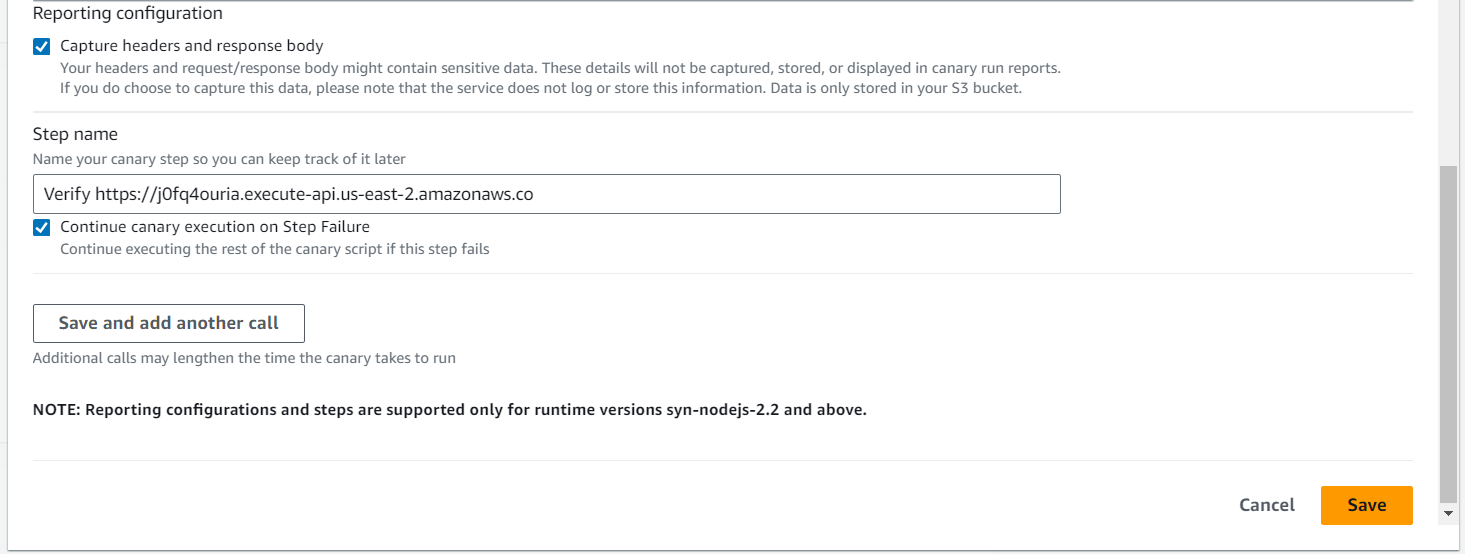 Reporting configuration
Capture headers and response body
Your headers and request/response body might contain sensitive data. These details will not be captured, stored, or displayed in canary run reports.
If you do choose to capture this data, please note that the service does not log or store this information. Data is only stored in your S3 bucket.
Step name
Name your canary step so you can keep track of it later
Verify https://j0fq4ouria.execute-api.us-east-2.amazonaws.co
Continue canary execution on Step Failure
Continue executing the rest of the canary script if this step fails
Save and add another call
Additional calls may lengthen the time the canary takes to run
NOTE: Reporting configurations and steps are supported only for runtime versions syn-nodejs-2.2 and above.
Cancel Save